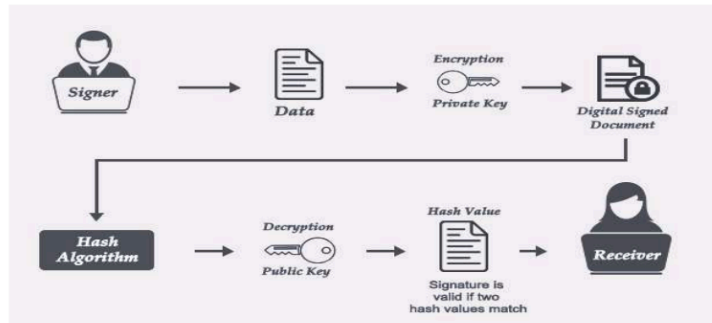 Signer
Data
Encryption
Private Key
Digital Signed
Document
Hash
Algorithm
Decryption
Public Key
Hash Value
Signature is
valid if two
hash values match
Receiver